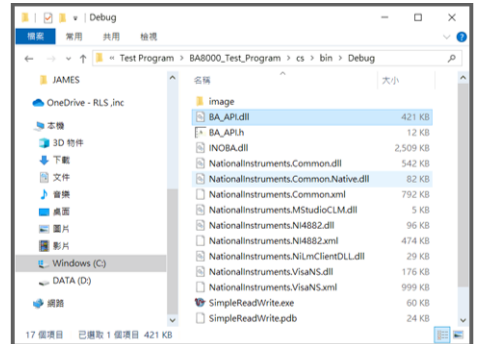 Debug
檔案 常用 共用 檢視
« Test Program > BA8000_Test_Program > cs > bin > Debug
JAMES
OneDrive - RLS ,inc
本機
3D 物件
下載
文件
音樂
桌面
圖片
影片
Windows (C:)
DATA (D:)
網路
名稱 大小
image
BA_API.dll 421 KB
BA_API.h 12 KB
INOBA.dll 2,509 KB
NationalInstruments.Common.dll 542 KB
NationalInstruments.Common.Native.dll 82 KB
NationalInstruments.Common.xml 792 KB
NationalInstruments.MStudioCLM.dll 5 KB
NationalInstruments.NI4882.dll 96 KB
NationalInstruments.NI4882.xml 474 KB
NationalInstruments.NiLmClientDLL.dll 29 KB
NationalInstruments.VisaNS.dll 176 KB
NationalInstruments.VisaNS.xml 999 KB
SimpleReadWrite.exe 60 KB
SimpleReadWrite.pdb 24 KB
17 個項目 已選取 1 個項目 421 KB